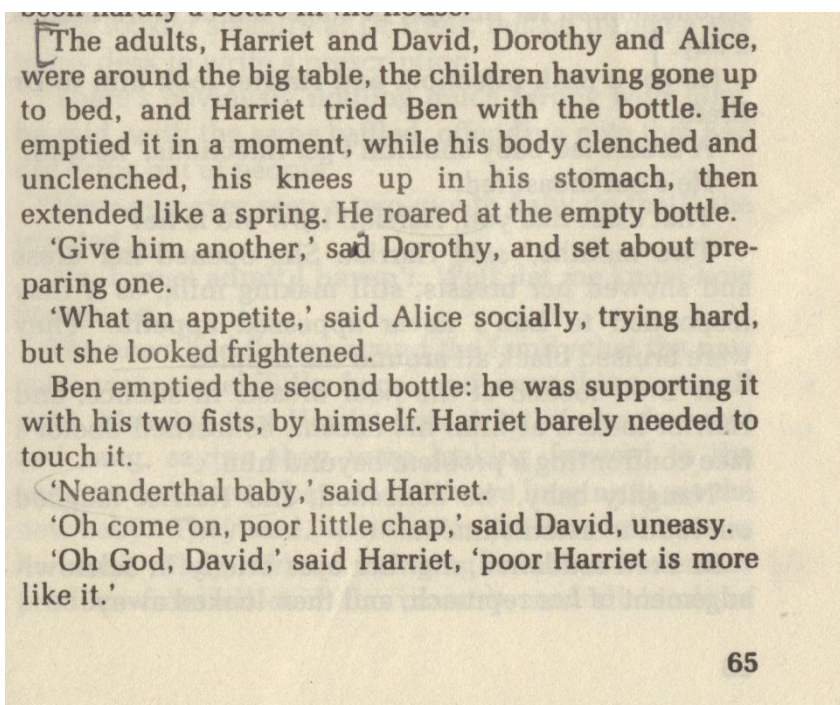 The adults, Harriet and David, Dorothy and Alice,
were around the big table, the children having gone up
to bed, and Harriet tried Ben with the bottle. He
emptied it in a moment, while his body clenched and
unclenched, his knees up in his stomach, then
extended like a spring. He roared at the empty bottle.
‘Give him another,’ said Dorothy, and set about pre-
paring one.
‘What an appetite,’ said Alice socially, trying hard,
but she looked frightened.
Ben emptied the second bottle: he was supporting it
with his two fists, by himself. Harriet barely needed to
touch it.
‘Neanderthal baby,’ said Harriet.
‘Oh come on, poor little chap,’ said David, uneasy.
‘Oh God, David,’ said Harriet, ‘poor Harriet is more
like it.’
65